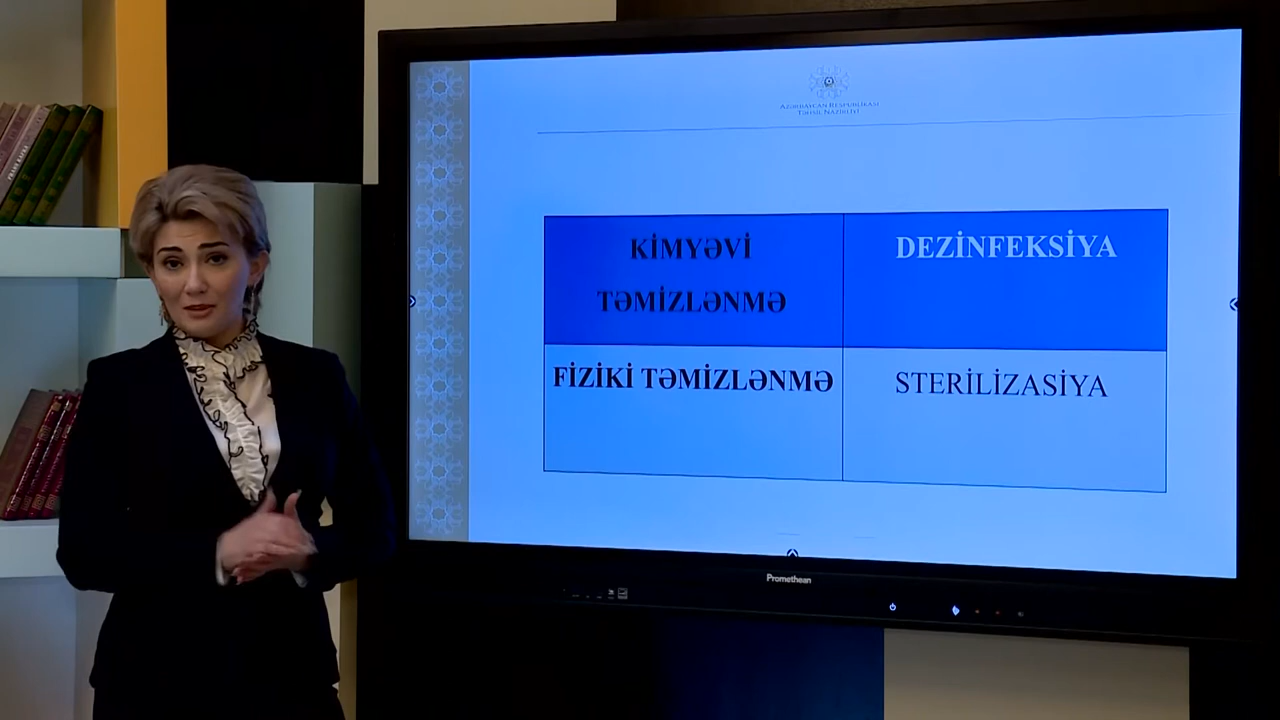 AZƏRBAYCAN RESPUBLİKASI
TƏHSİL NAZİRLİYİ
KİMYƏVİ
TƏMİZLƏNMƏ
DEZİNFEKSİYA
FİZİKİ TƏMİZLƏNMƏ
STERİLİZASİYA
Promethean